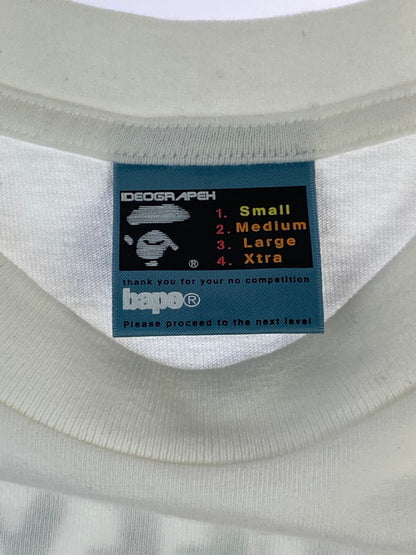 IDEOGRAPEH
1. Small
2. Medium
3. Large
4. Xtra
®
thank you for your no competition
bape®
Please proceed to the next level